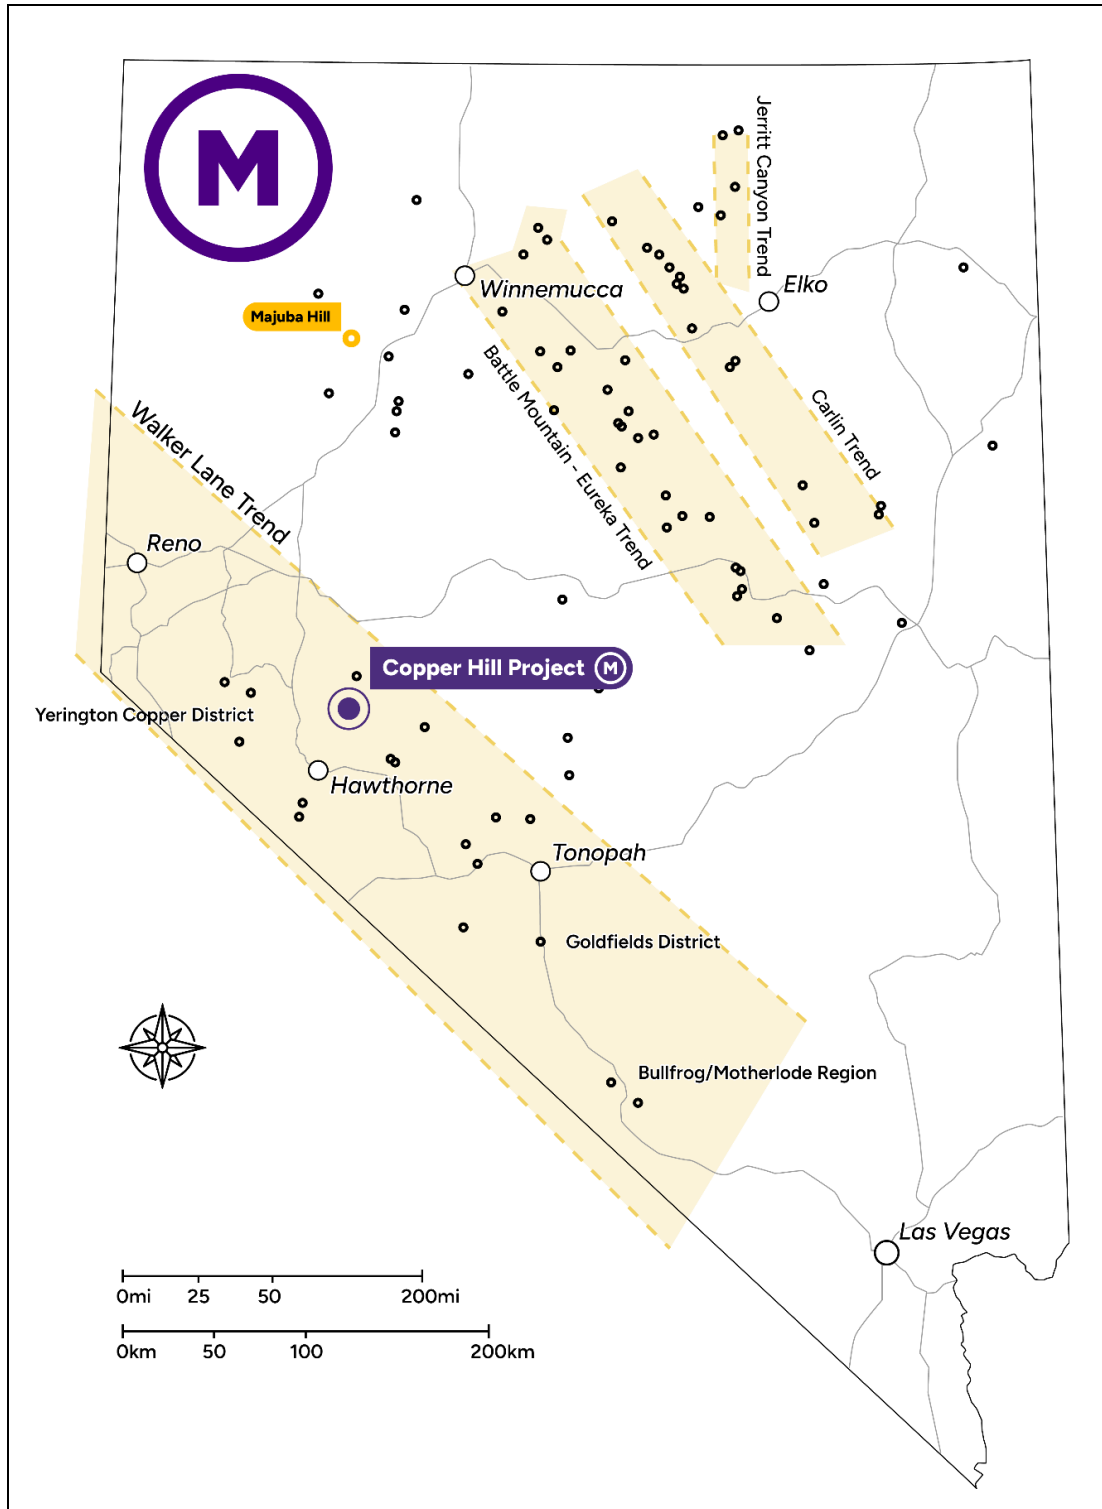 M
Jerritt Canyon Trend
Elko
Winnemucca
Majuba Hill
Battle Mountain - Eureka Trend
Carlin Trend
Walker Lane Trend
Reno
Copper Hill Project M
Yerington Copper District
Hawthorne
Tonopah
Goldfields District
Bullfrog/Motherlode Region
Las Vegas
0mi 25 50 200mi
0km 50 100 200km